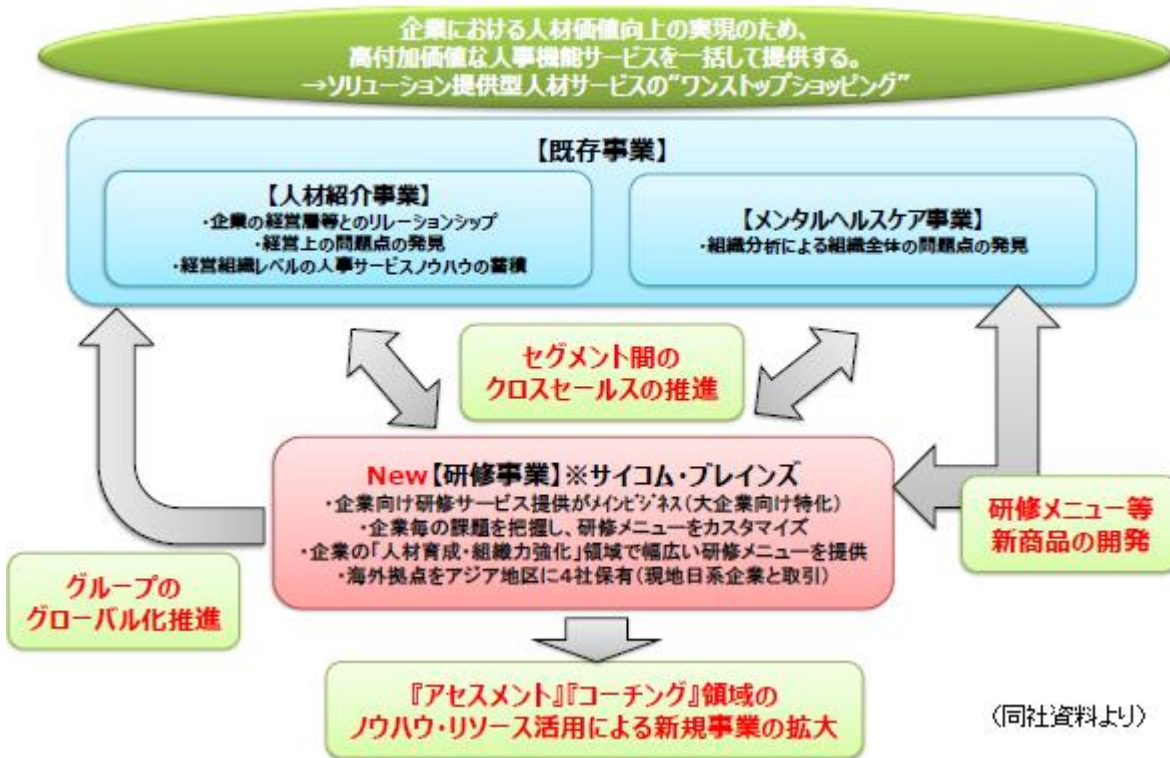 企業における人材価値向上の実現のため、
高付加価値な人事機能サービスを一括して提供する。
→ソリューション提供型人材サービスの“ワンストップショッピング”
【既存事業】
【人材紹介事業】
・企業の経営層等とのリレーションシップ
・経営上の問題点の発見
・経営組織レベルの人事サービスノウハウの蓄積
【メンタルヘルスケア事業】
・組織分析による組織全体の問題点の発見
セグメント間の
クロスセールスの推進
New【研修事業】※サイコム・ブレインズ
・企業向け研修サービス提供がメインビジネス(大企業向け特化)
・企業毎の課題を把握し、研修メニューをカスタマイズ
・企業の「人材育成・組織力強化」領域で幅広い研修メニューを提供
・海外拠点をアジア地区に4社保有(現地日系企業と取引)
研修メニュー等
新商品の開発
グループの
グローバル化推進
『アセスメント』『コーチング』領域の
ノウハウ・リソース活用による新規事業の拡大
(同社資料より)